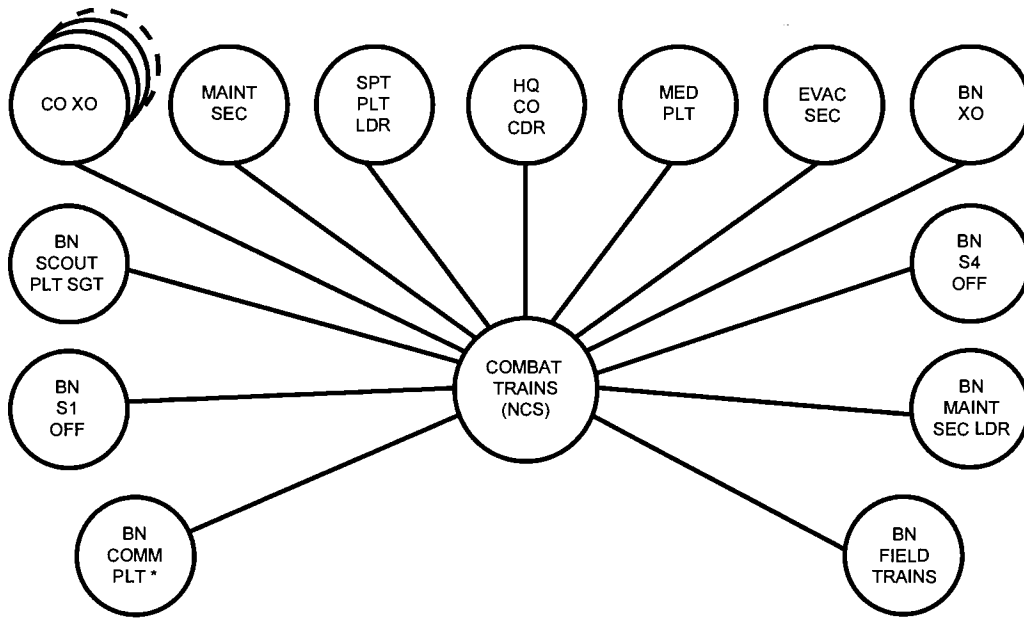 CO XO
MAINT
SEC
SPT
PLT
LDR
HQ
CO
CDR
MED
PLT
EVAC
SEC
BN
XO
BN
SCOUT
PLT SGT
BN
S4
OFF
COMBAT
TRAINS
(NCS)
BN
S1
OFF
BN
MAINT
SEC LDR
BN
COMM
PLT *
BN
FIELD
TRAINS